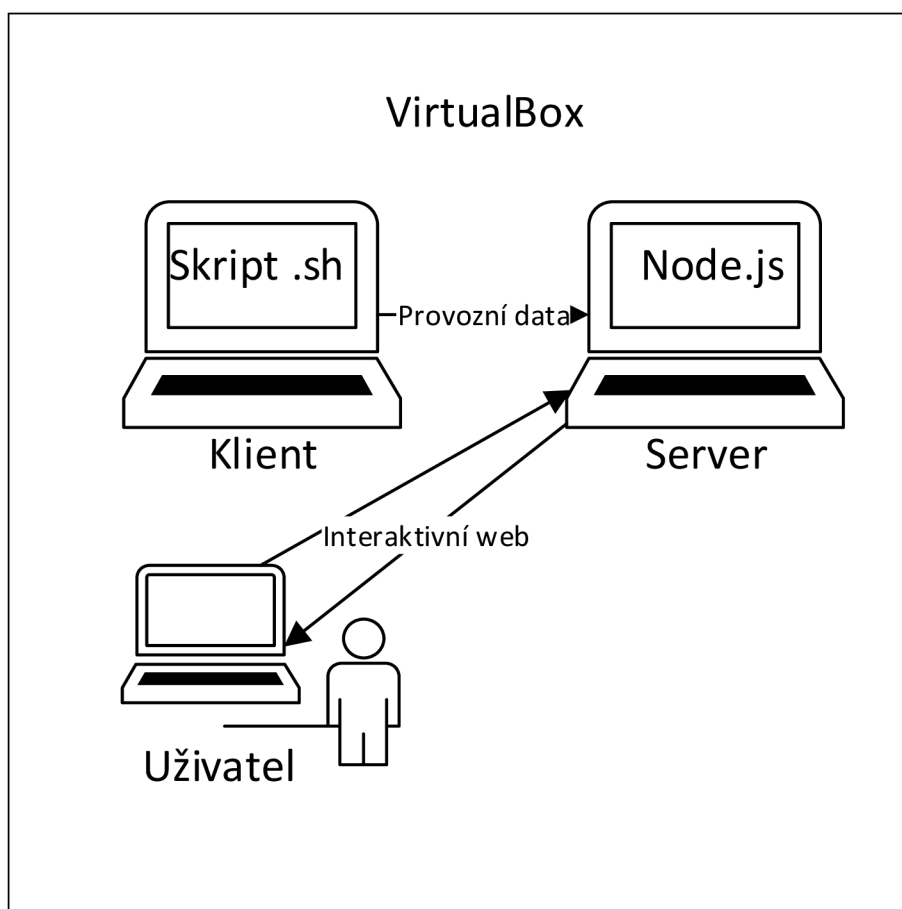 VirtualBox
Skript .sh
Node.js
Provozní data
Klient
Server
Interaktivní web
Uživatel